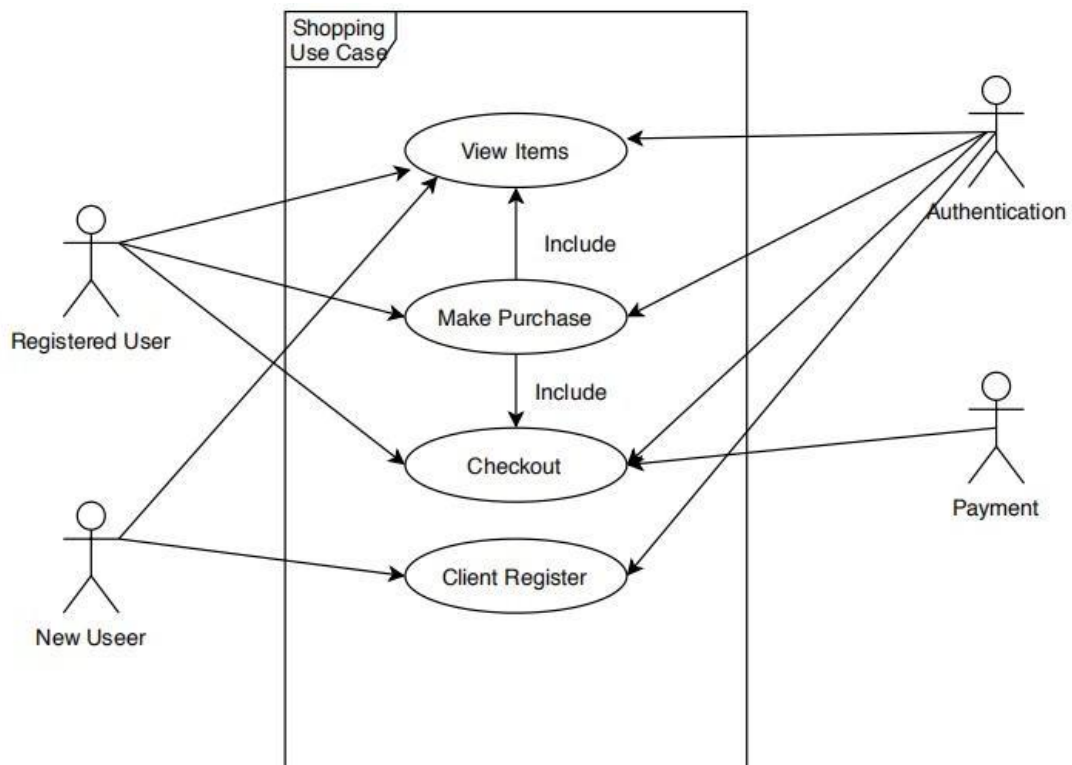 Shopping
Use Case
View Items
Authentication
Include
Registered User
Make Purchase
Include
Checkout
Payment
Client Register
New Useer